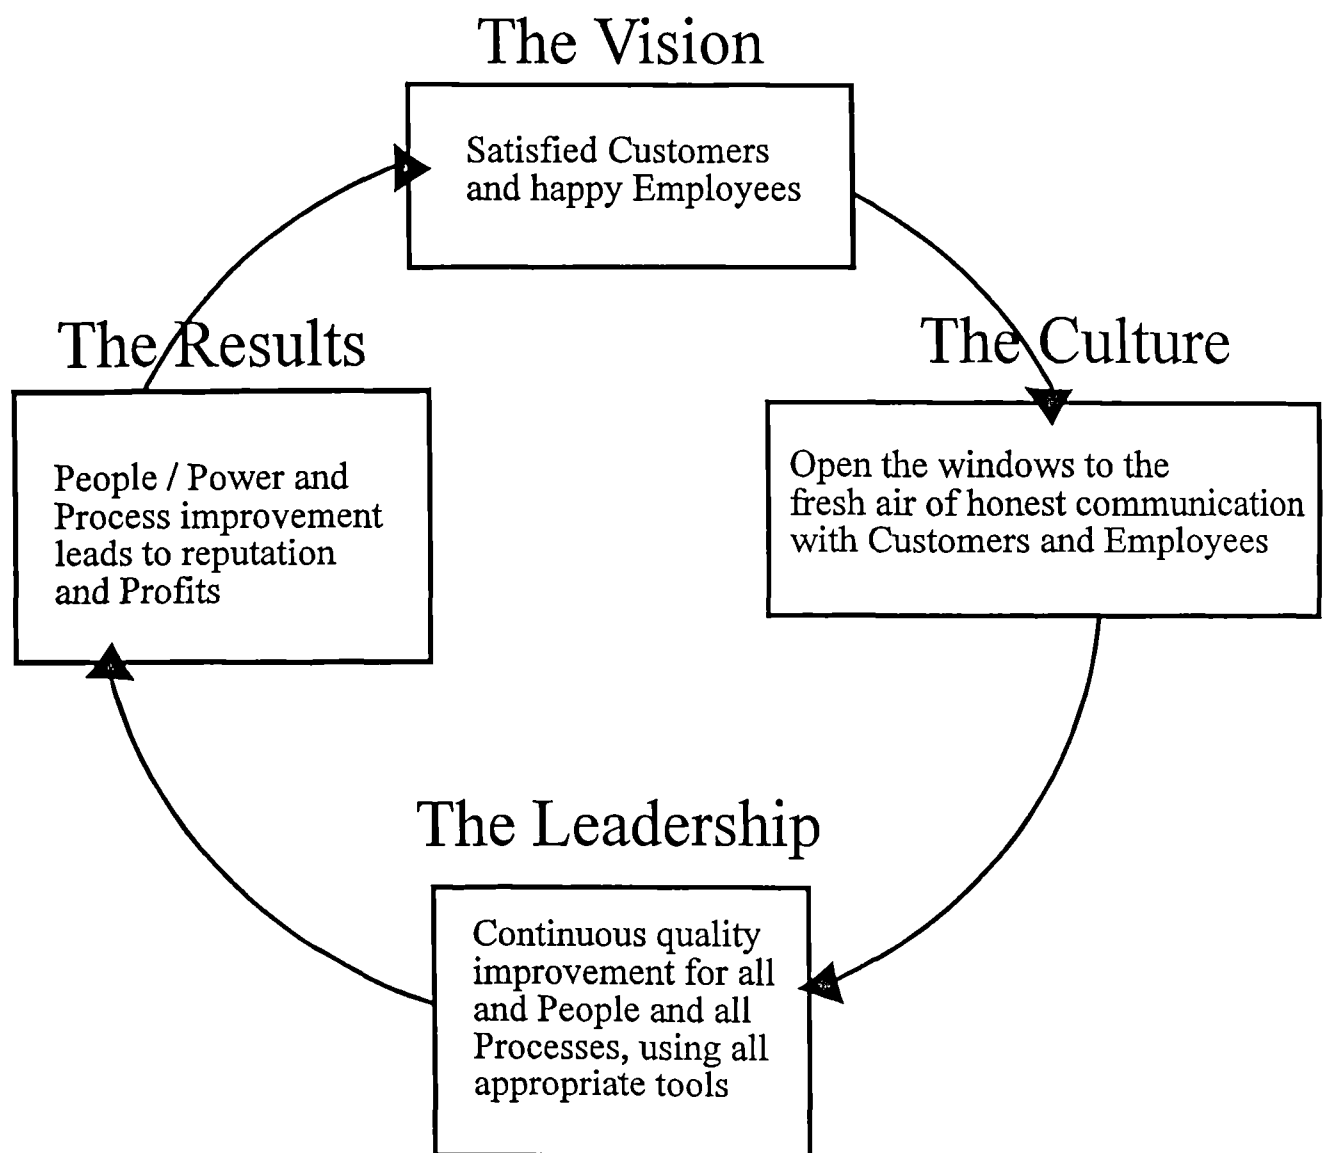 The Vision
Satisfied Customers
and happy Employees
The Culture
Open the windows to the
fresh air of honest communication
with Customers and Employees
The Leadership
Continuous quality
improvement for all
and People and all
Processes, using all
appropriate tools
The Results
People / Power and
Process improvement
leads to reputation
and Profits